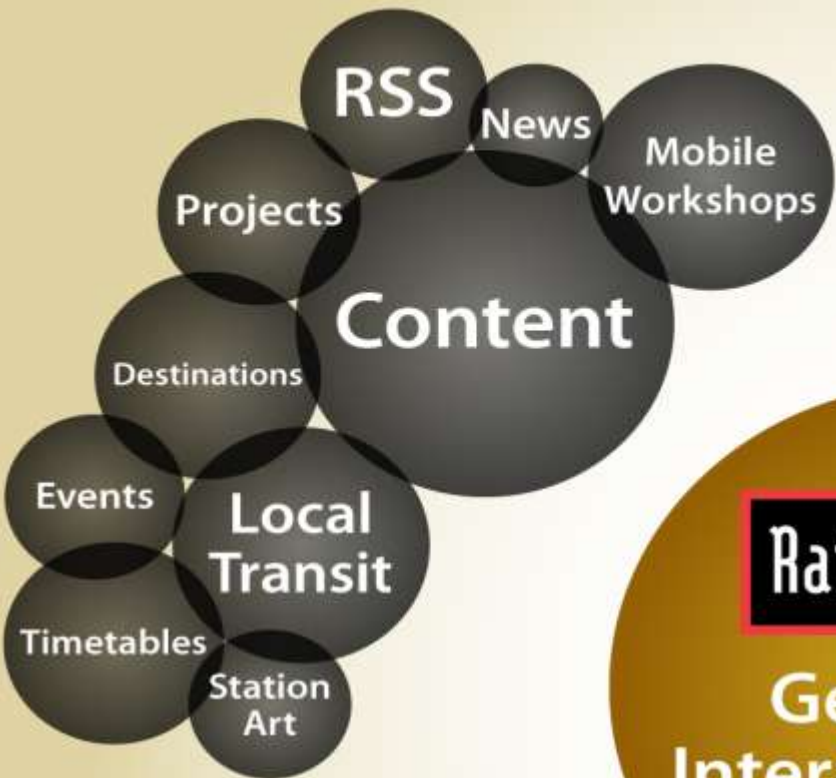 RSS
News
Mobile
Workshops
Projects
Content
Destinations
Events
Local
Transit
Timetables
Station
Art